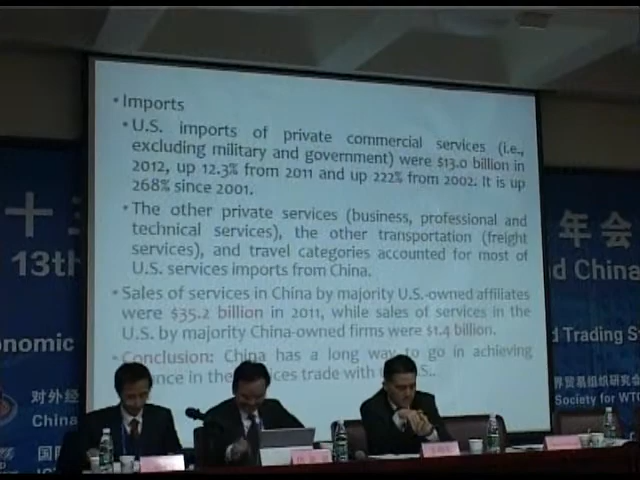 • Imports
• U.S. imports of private commercial services (i.e.,
excluding military and government) were $13.0 billion in
2012, up 12.3% from 2011 and up 222% from 2002. It is up
268% since 2001.
• The other private services (business, professional and
technical services), the other transportation (freight
services), and travel categories accounted for most of
U.S. services imports from China.
• Sales of services in China by majority U.S.-owned affiliates
were $35.2 billion in 2011, while sales of services in the
U.S. by majority China-owned firms were $1.4 billion.
• Conclusion: China has a long way to go in achieving
in the services trade with U.S..
十三
13th
onomic
对外经
China
国际
年会
d China
d Trading S
界贸易组织研究会
Society for WTO